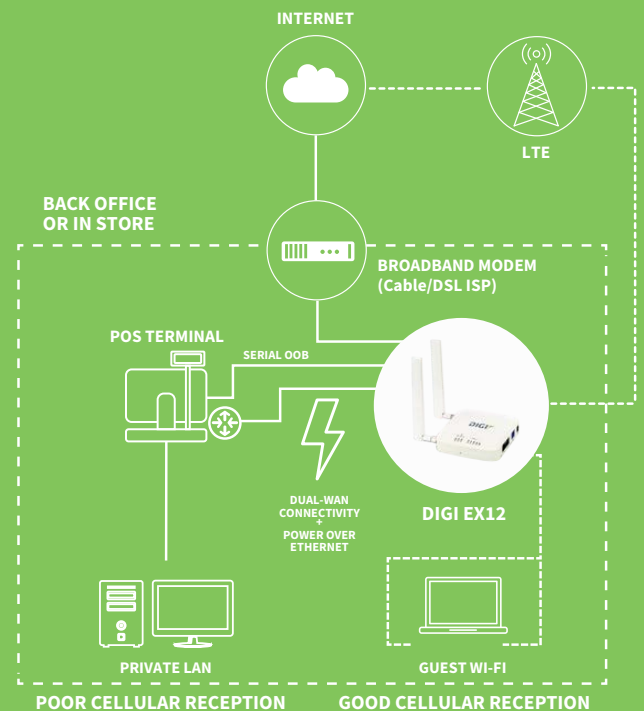 INTERNET
LTE
BACK OFFICE
OR IN STORE
BROADBAND MODEM
(Cable/DSL ISP)
POS TERMINAL
SERIAL OOB
DIGI
DUAL-WAN
CONNECTIVITY
+
POWER OVER
ETHERNET
DIGI EX12
PRIVATE LAN
GUEST WI-FI
POOR CELLULAR RECEPTION
GOOD CELLULAR RECEPTION